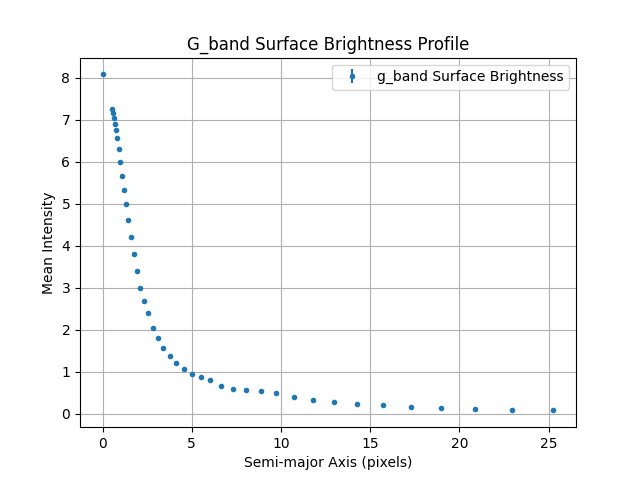 G_band Surface Brightness Profile
g_band Surface Brightness
Mean Intensity
8
7
6
5
4
3
2
1
0
0 5 10 15 20 25
Semi-major Axis (pixels)